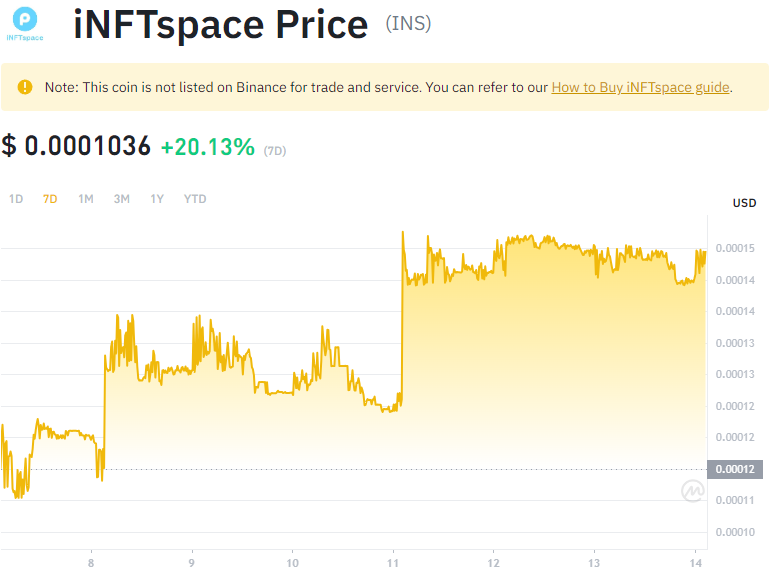 iNFTspace
iNFTspace Price (INS)
Note: This coin is not listed on Binance for trade and service. You can refer to our How to Buy iNFTspace guide.
$ 0.0001036 +20.13% (7D)
1D 7D 1M 3M 1Y YTD
USD
0.00015
0.00014
0.00014
0.00013
0.00013
0.00012
0.00012
0.00012
0.00011
0.00010
8 9 10 11 12 13 14